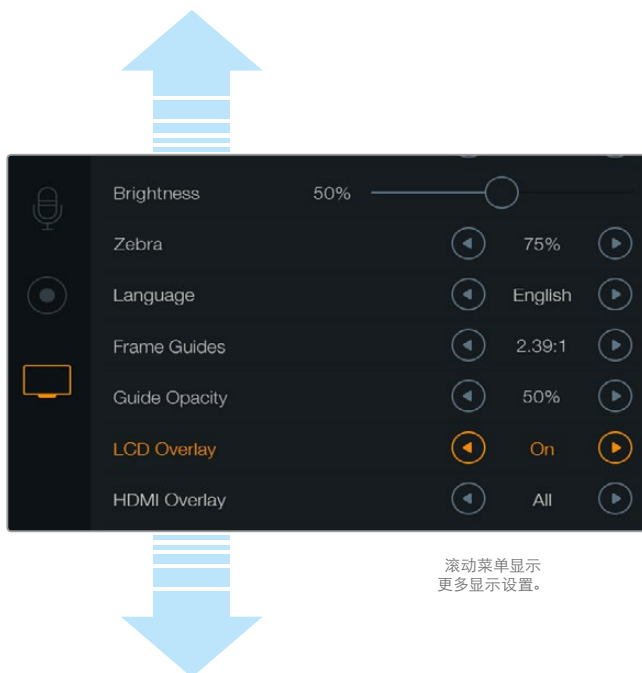 Brightness 50%
Zebra 75%
Language English
Frame Guides 2.39:1
Guide Opacity 50%
LCD Overlay On
HDMI Overlay All
滚动菜单显示
更多显示设置。